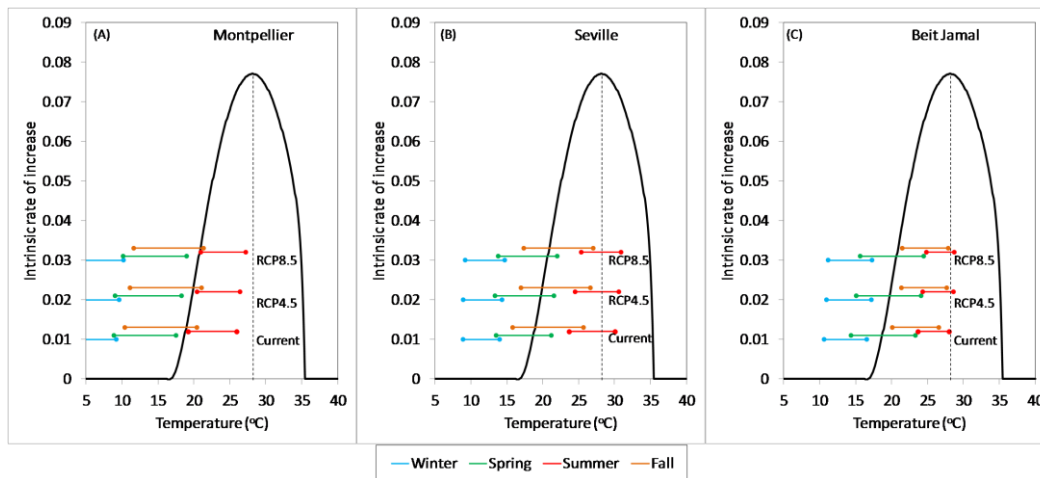 (A) Montpellier
0.09
0.08
0.07
0.06
0.05
0.04
0.03
0.02
0.01
0
Intrinsic rate of increase
RCP8.5
RCP4.5
Current
5 10 15 20 25 30 35 40
Temperature (°C)
(B) Seville
0.09
0.08
0.07
0.06
0.05
0.04
0.03
0.02
0.01
0
Intrinsic rate of increase
RCP8.5
RCP4.5
Current
5 10 15 20 25 30 35 40
Temperature (°C)
(C) Beit Jamal
0.09
0.08
0.07
0.06
0.05
0.04
0.03
0.02
0.01
0
Intrinsic rate of increase
RCP8.5
RCP4.5
Current
5 10 15 20 25 30 35 40
Temperature (°C)
Winter Spring Summer Fall